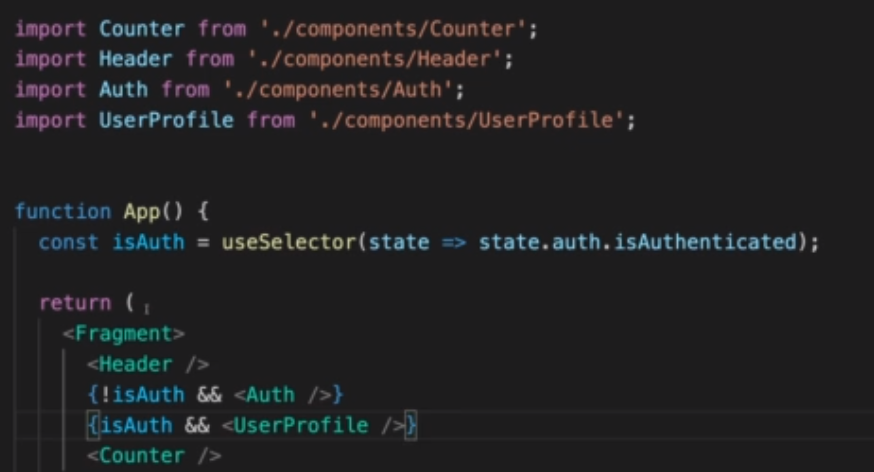 import Counter from './components/Counter';
import Header from './components/Header';
import Auth from './components/Auth';
import UserProfile from './components/UserProfile';
function App() {
const isAuth = useSelector(state => state.auth.isAuthenticated);
return (
<Fragment>
<Header />
{!isAuth && <Auth />}
{isAuth && <UserProfile />}
<Counter />